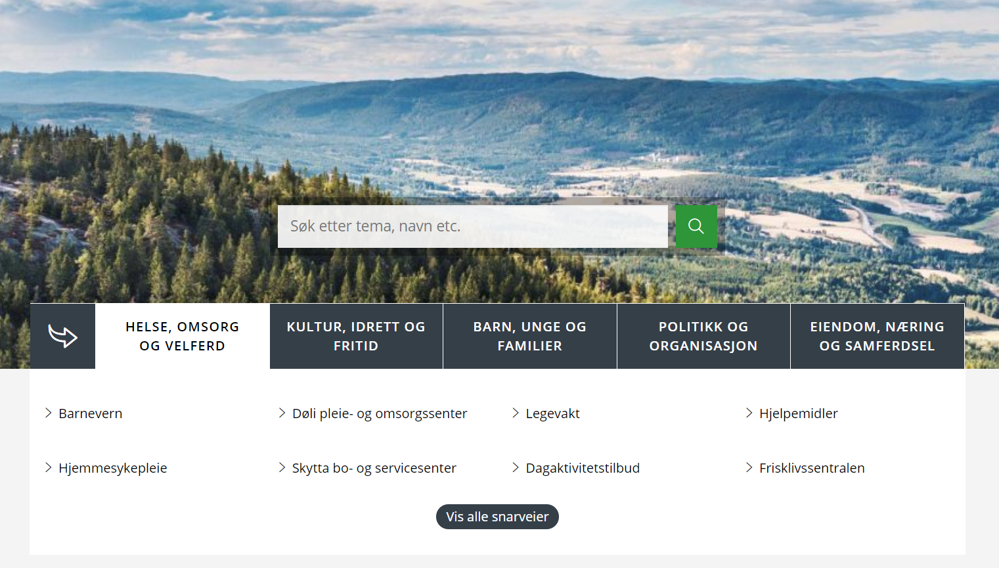 Søk etter tema, navn etc.
HELSE, OMSORG
OG VELFERD
KULTUR, IDRETT OG
FRITID
BARN, UNGE OG
FAMILIER
POLITIKK OG
ORGANISASJON
EIENDOM, NÆRING
OG SAMFERDSEL
Barnevern
Døli pleie- og omsorgssenter
Legevakt
Hjelpemidler
Hjemmesykepleie
Skytta bo- og servicesenter
Dagaktivitetstilbud
Frisklivssentralen
Vis alle snarveier